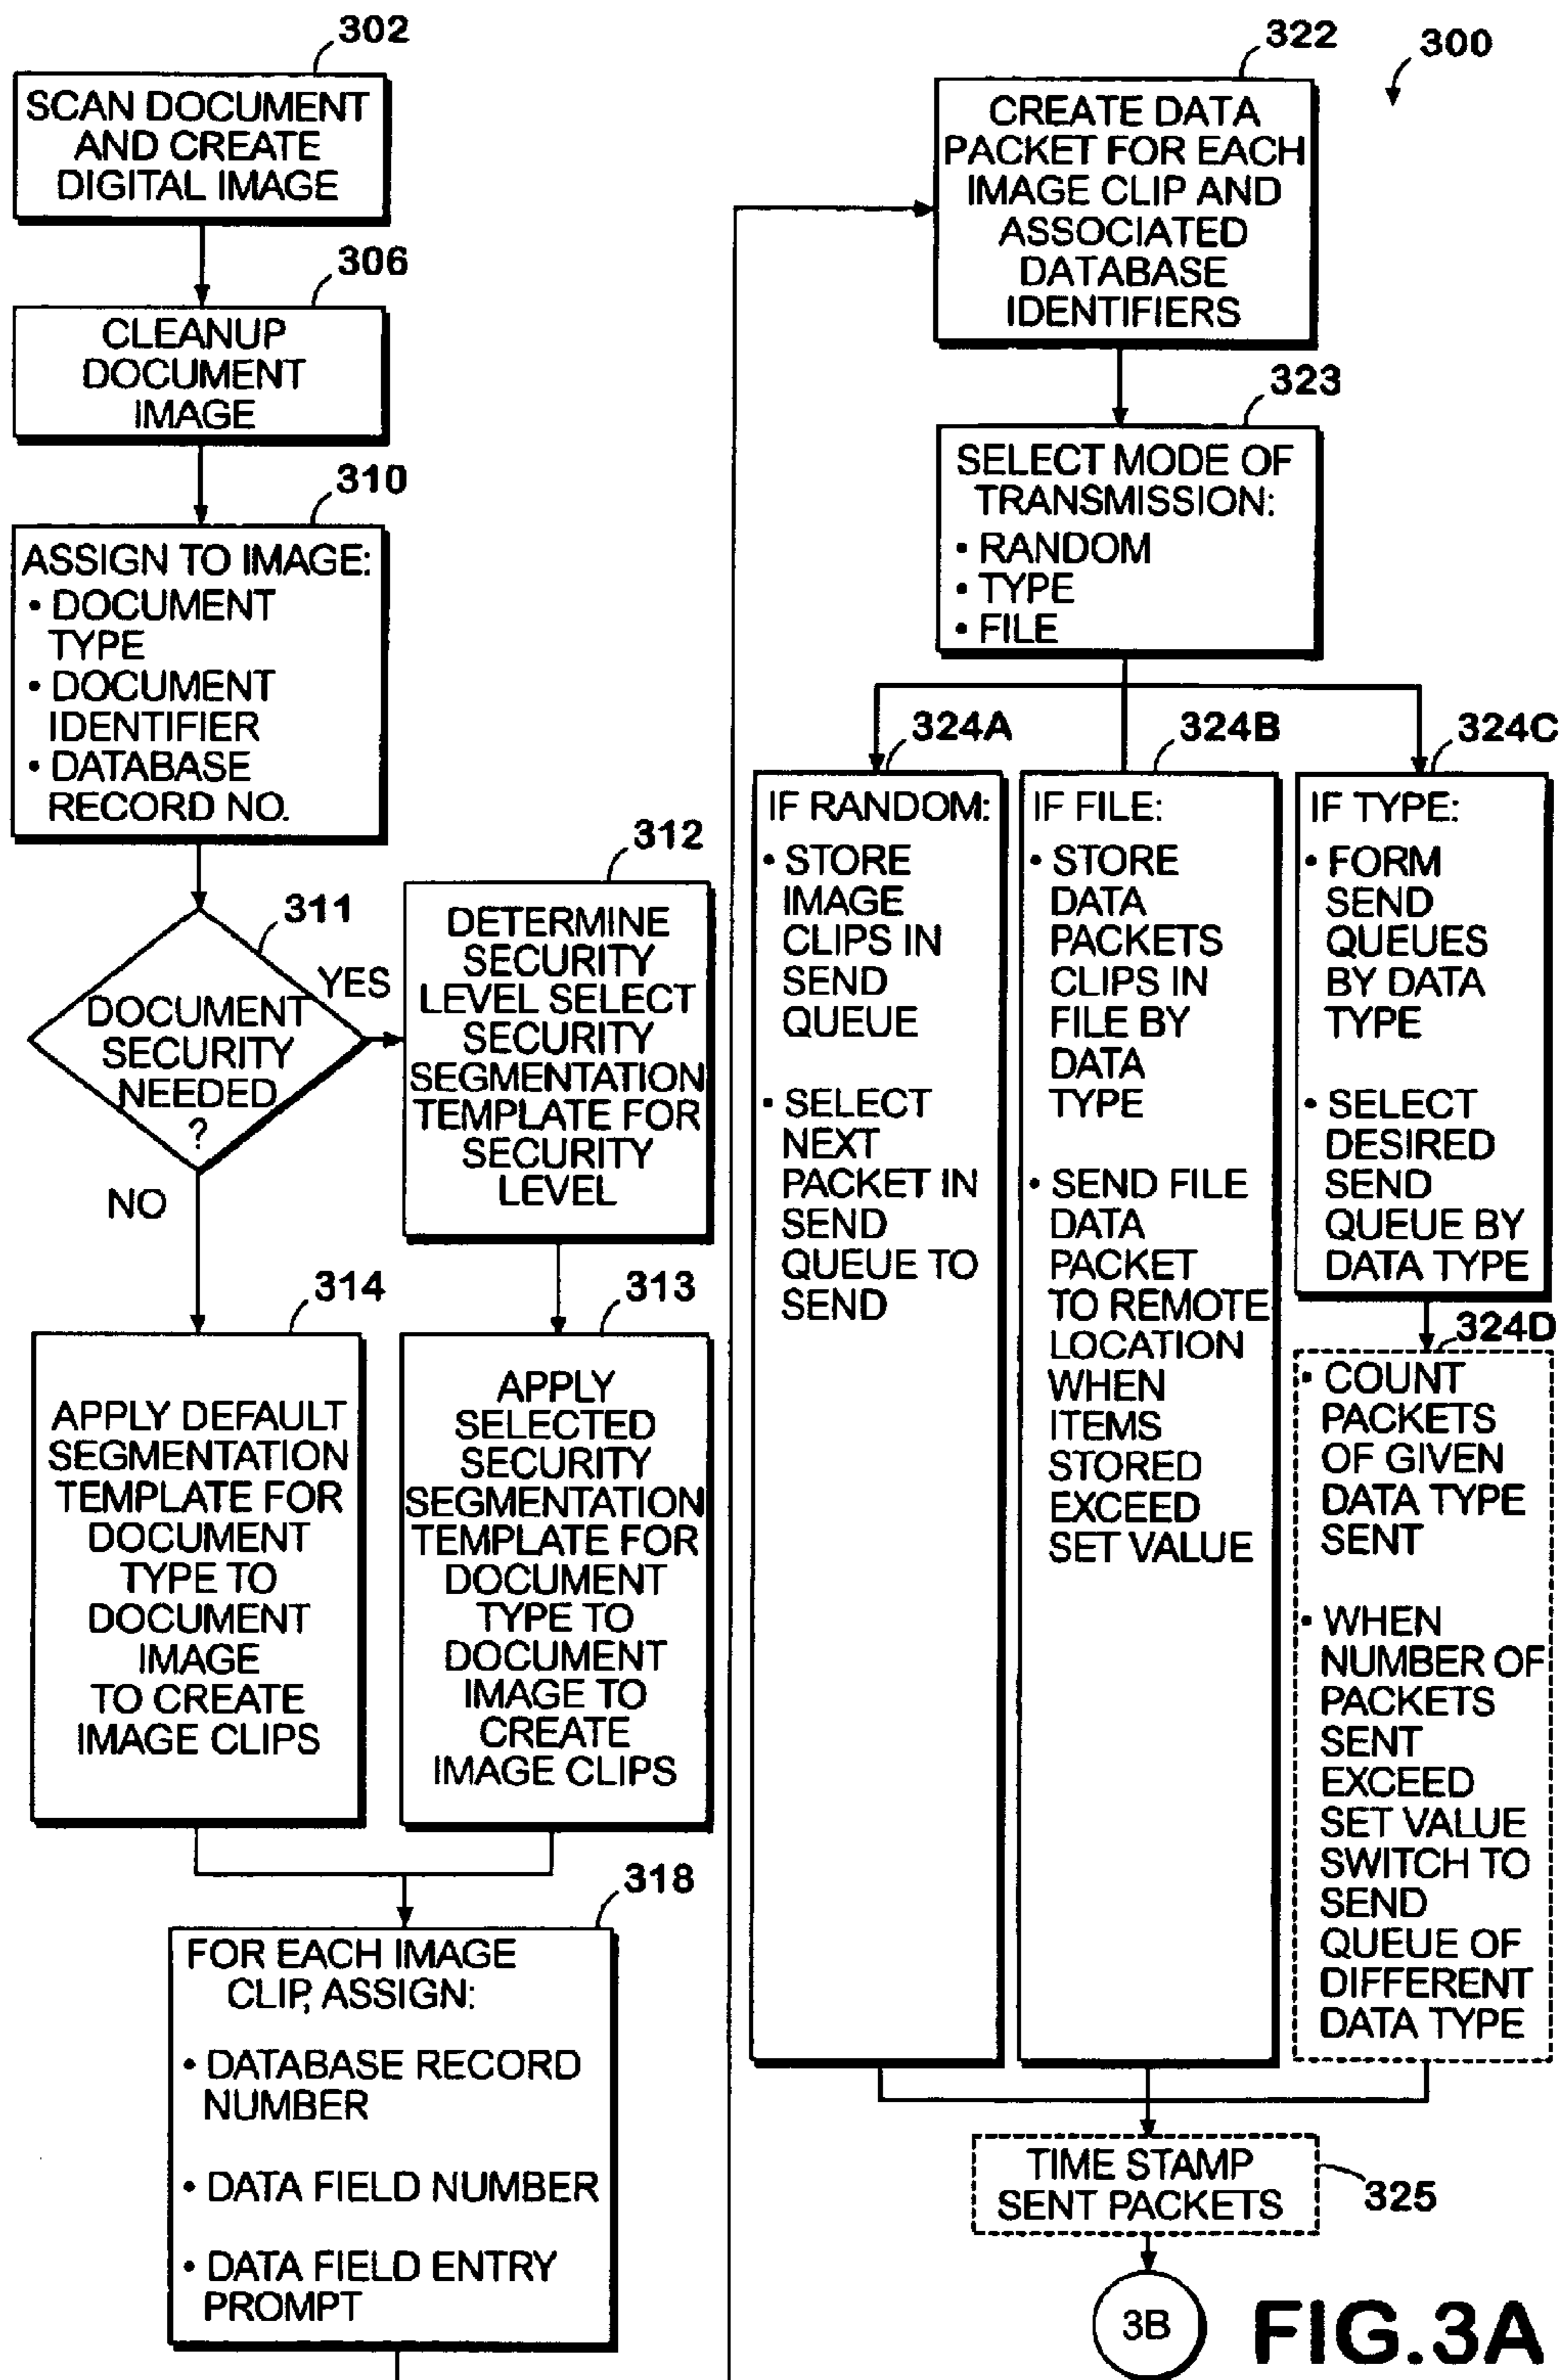 302
SCAN DOCUMENT
AND CREATE
DIGITAL IMAGE
306
CLEANUP
DOCUMENT
IMAGE
310
ASSIGN TO IMAGE:
• DOCUMENT
TYPE
• DOCUMENT
IDENTIFIER
• DATABASE
RECORD NO.
311
DOCUMENT
SECURITY
NEEDED
?
YES
NO
312
DETERMINE
SECURITY
LEVEL SELECT
SECURITY
SEGMENTATION
TEMPLATE FOR
SECURITY
LEVEL
314
APPLY DEFAULT
SEGMENTATION
TEMPLATE FOR
DOCUMENT
TYPE TO
DOCUMENT
IMAGE
TO CREATE
IMAGE CLIPS
313
APPLY
SELECTED
SECURITY
SEGMENTATION
TEMPLATE FOR
DOCUMENT
TYPE TO
DOCUMENT
IMAGE TO
CREATE
IMAGE CLIPS
318
FOR EACH IMAGE
CLIP, ASSIGN:
• DATABASE RECORD
NUMBER
• DATA FIELD NUMBER
• DATA FIELD ENTRY
PROMPT
300
322
CREATE DATA
PACKET FOR EACH
IMAGE CLIP AND
ASSOCIATED
DATABASE
IDENTIFIERS
323
SELECT MODE OF
TRANSMISSION:
• RANDOM
• TYPE
• FILE
324A
IF RANDOM:
• STORE
IMAGE
CLIPS IN
SEND
QUEUE
• SELECT
NEXT
PACKET IN
SEND
QUEUE TO
SEND
324B
IF FILE:
• STORE
DATA
PACKETS
CLIPS IN
FILE BY
DATA
TYPE
• SEND FILE
DATA
PACKET
TO REMOTE
LOCATION
WHEN
ITEMS
STORED
EXCEED
SET VALUE
324C
IF TYPE:
• FORM
SEND
QUEUES
BY DATA
TYPE
• SELECT
DESIRED
SEND
QUEUE BY
DATA TYPE
324D
• COUNT
PACKETS
OF GIVEN
DATA TYPE
SENT
• WHEN
NUMBER OF
PACKETS
SENT
EXCEED
SET VALUE
SWITCH TO
SEND
QUEUE OF
DIFFERENT
DATA TYPE
TIME STAMP
SENT PACKETS
325
3B
FIG.3A